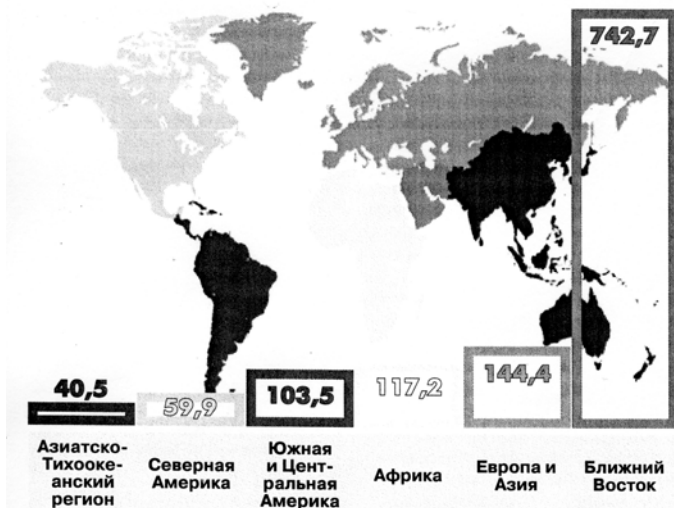 742,7
40,5
59,9
103,5
117,2
144,4
Азиатско-
Тихооке-
анский
регион
Северная
Америка
Южная
и Цент-
ральная
Америка
Африка
Европа и
Азия
Ближний
Восток